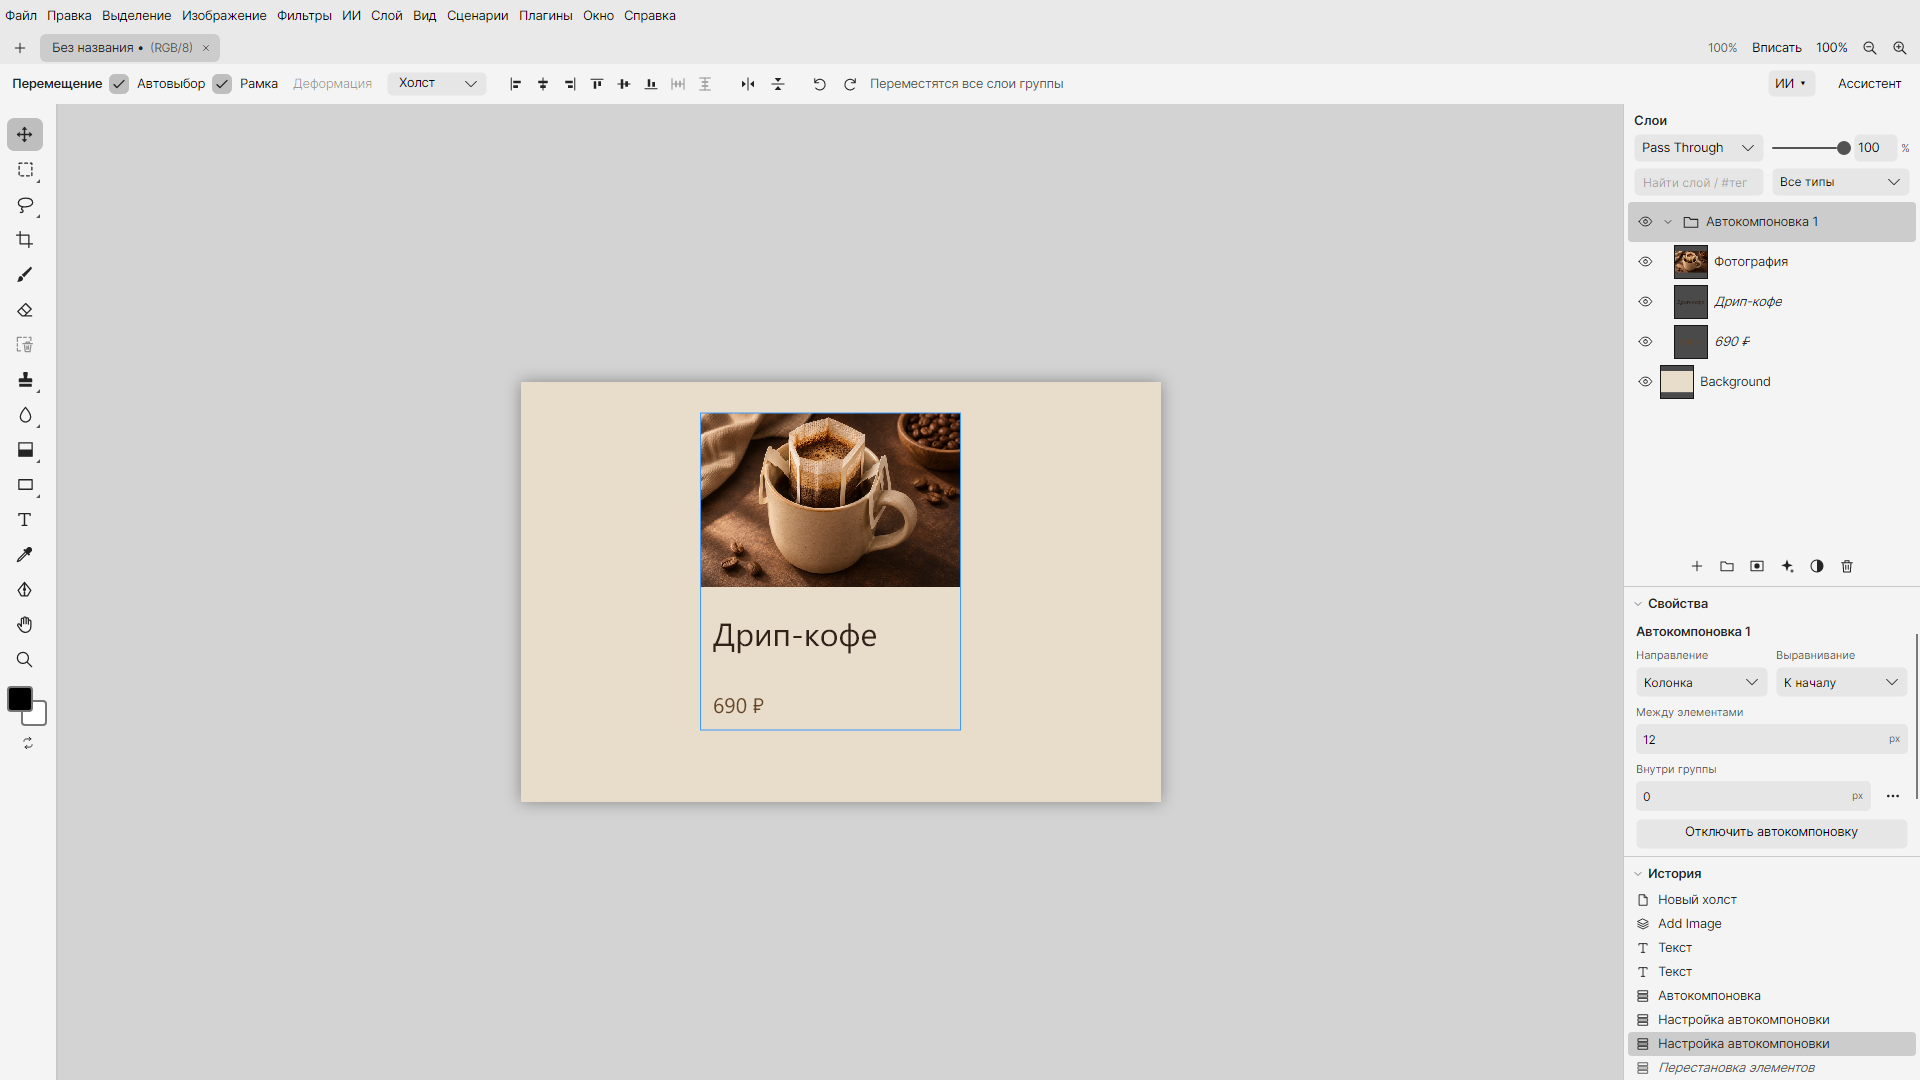 Файл Правка Выделение Изображение Фильтры ИИ Слой Вид Сценарии Плагины Окно Справка
Без названия • (RGB/8)
100% Вписать 100%
Перемещение Автовыбор Рамка Деформация Холст Переместятся все слои группы ИИ Ассистент
Слои
Pass Through 100 %
Найти слой / #тег Все типы
Автокомпоновка 1
Фотография
Дрип-кофе
690 ₽
Background
Дрип-кофе
690 ₽
Свойства
Автокомпоновка 1
Направление Выравнивание
Колонка К началу
Между элементами
12 px
Внутри группы
0 px
Отключить автокомпоновку
История
Новый холст
Add Image
Текст
Текст
Автокомпоновка
Настройка автокомпоновки
Настройка автокомпоновки
Перестановка элементов